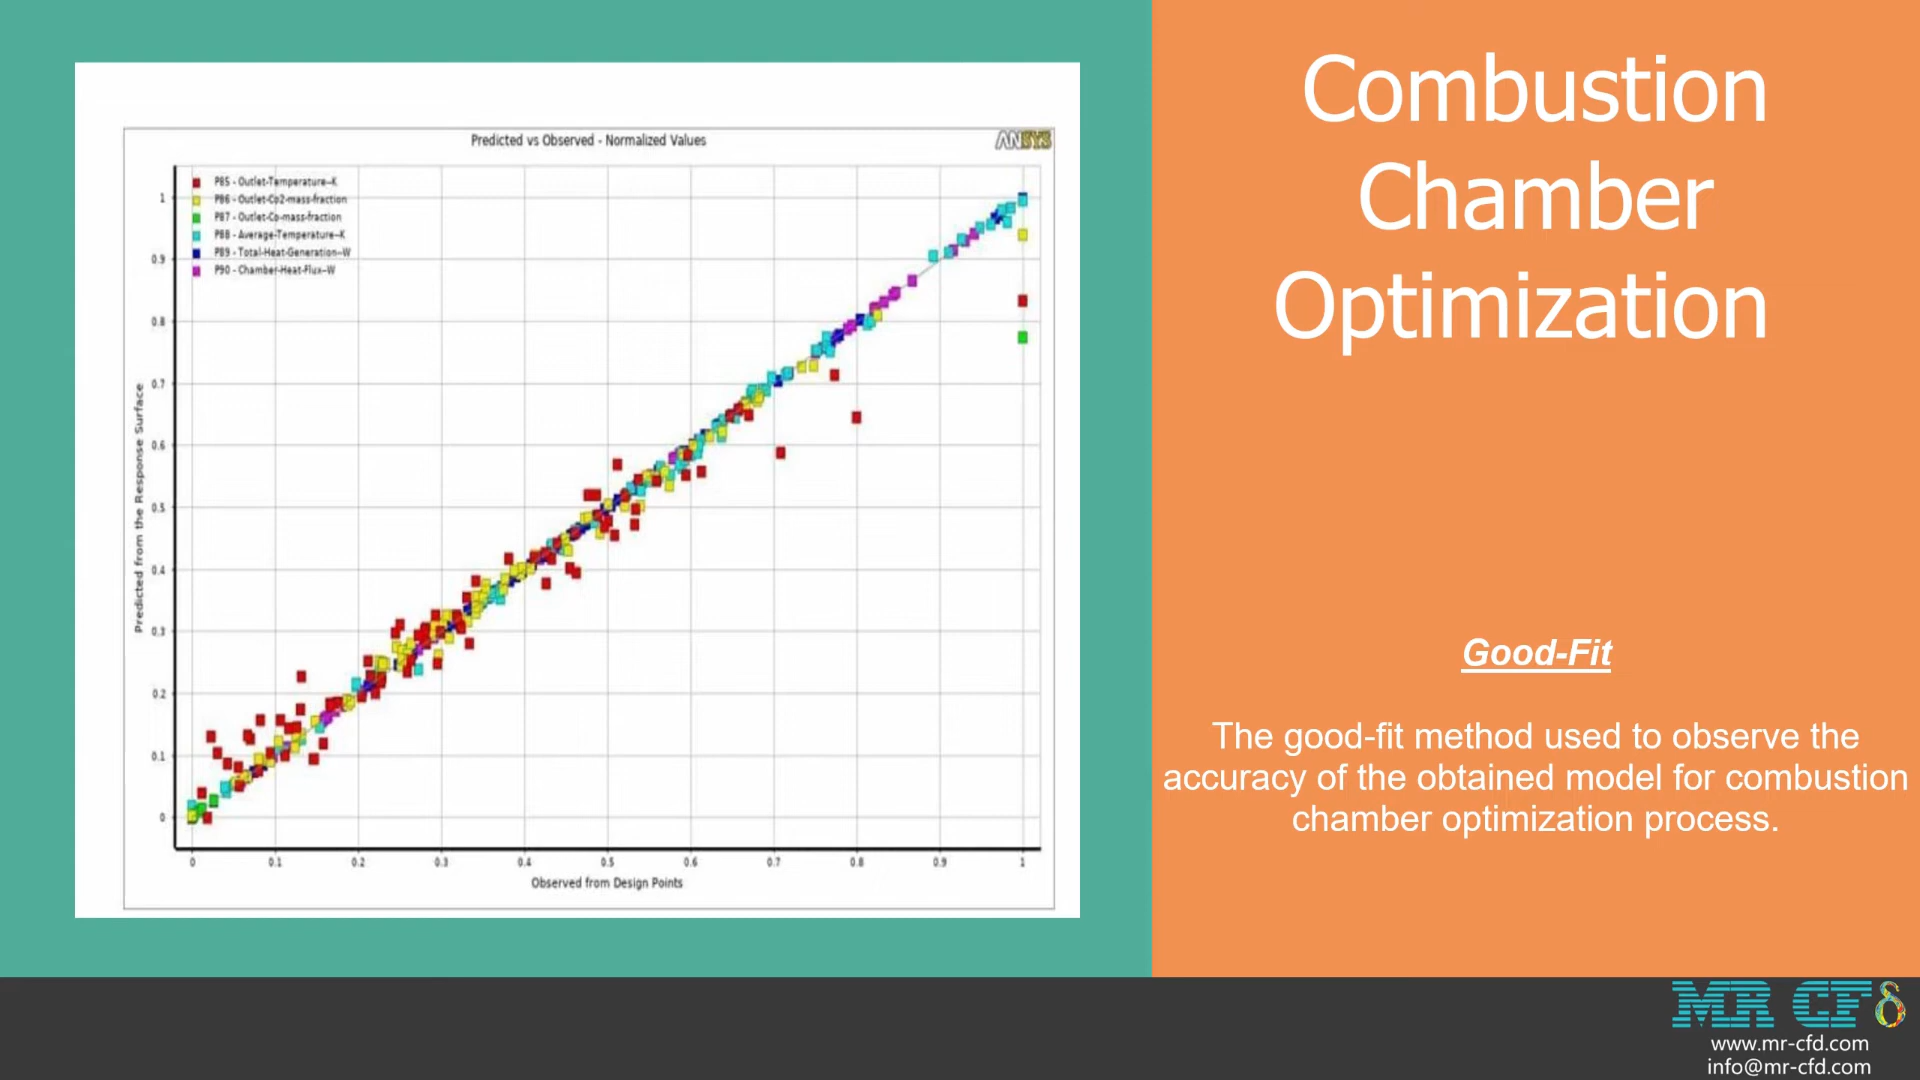 Combustion
Chamber
Optimization
Predicted vs Observed - Normalized Values
ANSYS
P85 - Outlet-Temperature--K
P86 - Outlet-Co2-mass-fraction
P87 - Outlet-Co-mass-fraction
P88 - Average-Temperature--K
P89 - Total-Heat-Generation--W
P90 - Chamber-Heat-Flux--W
Predicted from the Response Surface
1
0.9
0.8
0.7
0.6
0.5
0.4
0.3
0.2
0.1
0
0 0.1 0.2 0.3 0.4 0.5 0.6 0.7 0.8 0.9 1
Observed from Design Points
Good-Fit
The good-fit method used to observe the
accuracy of the obtained model for combustion
chamber optimization process.
MR CFδ
www.mr-cfd.com
info@mr-cfd.com